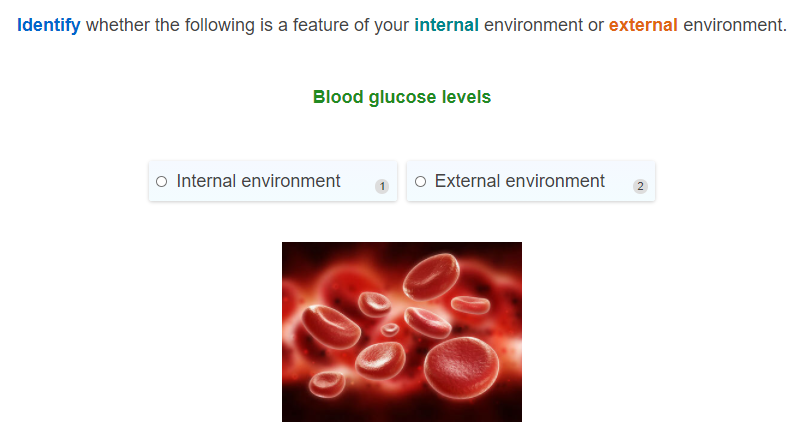 Identify whether the following is a feature of your internal environment or external environment.
Blood glucose levels
Internal environment 1
External environment 2